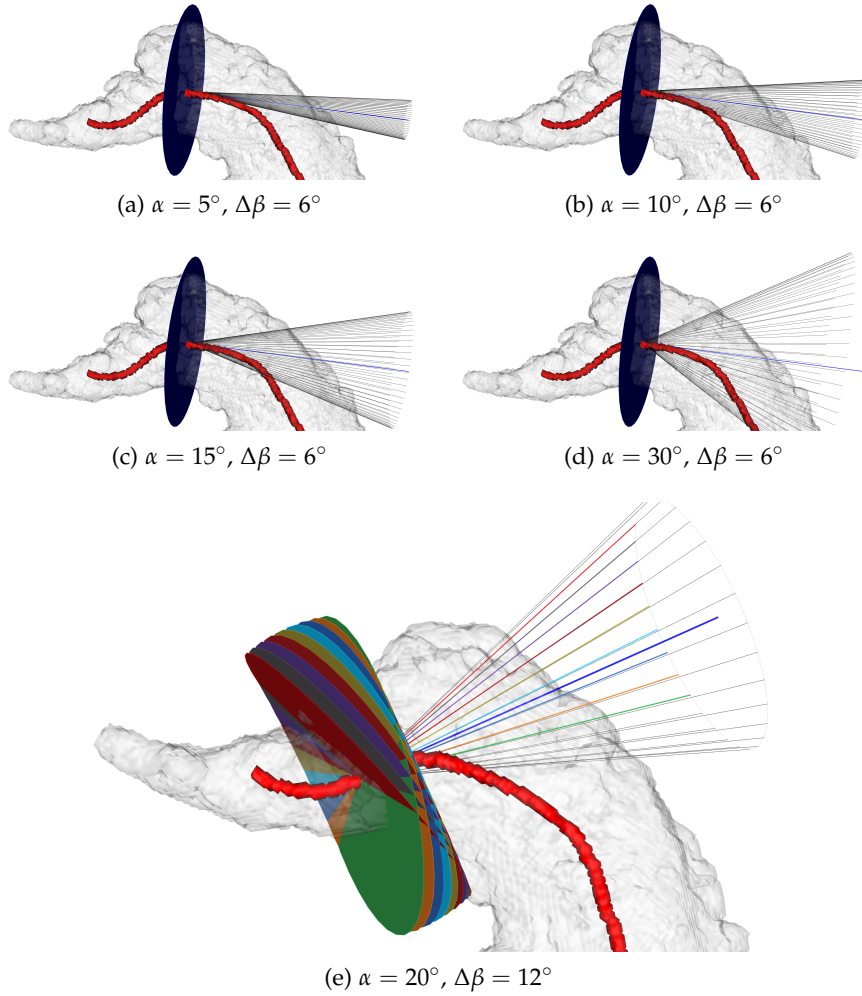 (a) α = 5°, Δβ = 6°
(b) α = 10°, Δβ = 6°
(c) α = 15°, Δβ = 6°
(d) α = 30°, Δβ = 6°
(e) α = 20°, Δβ = 12°